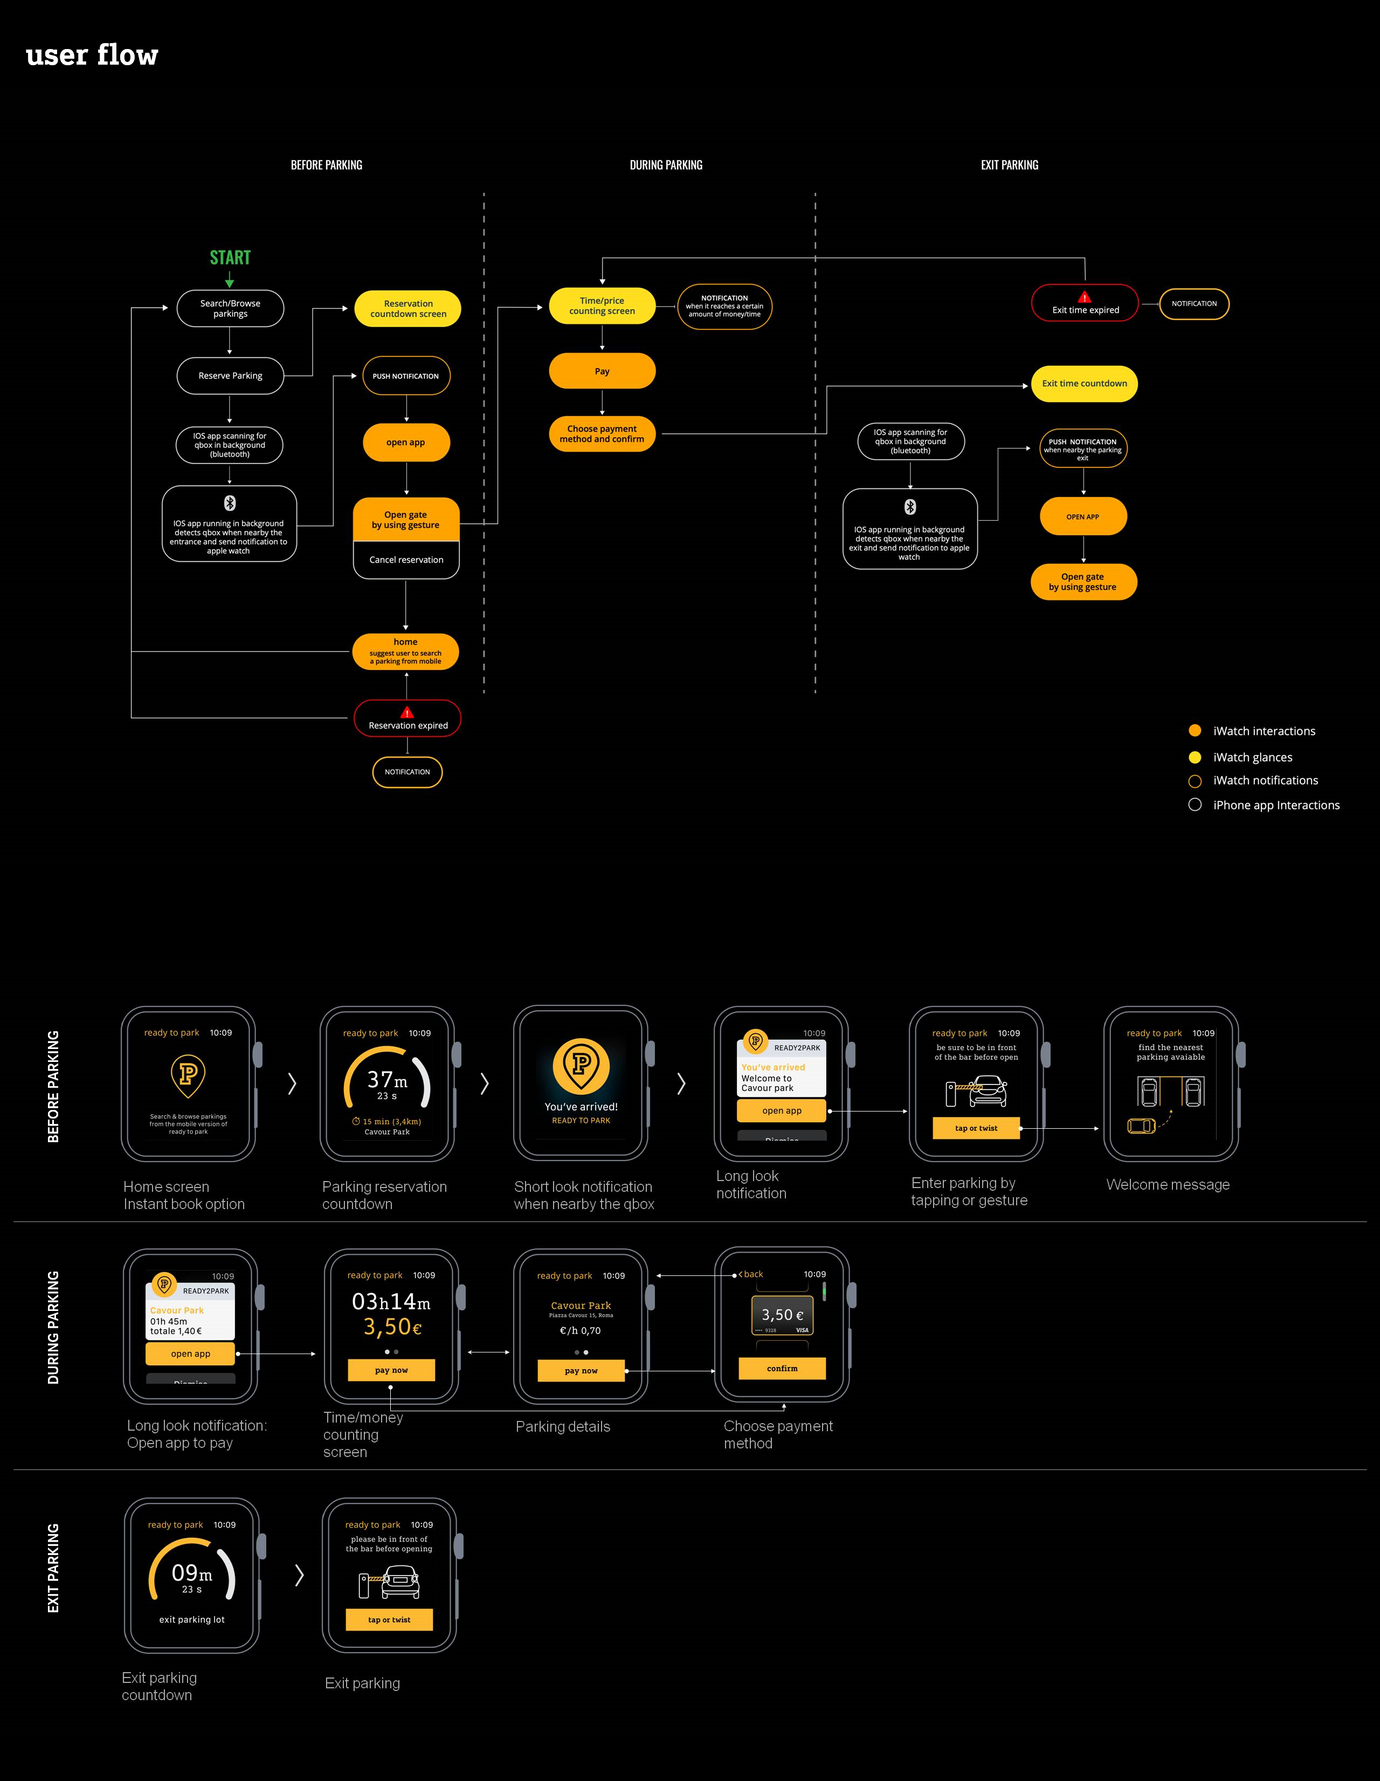 user flow
BEFORE PARKING
DURING PARKING
EXIT PARKING
START
Search/Browse
parkings
Reserve Parking
IOS app scanning for
qbox in background
(bluetooth)
IOS app running in background
detects qbox when nearby the
entrance and send notification to
apple watch
Reservation
countdown screen
PUSH NOTIFICATION
open app
Open gate
by using gesture
Cancel reservation
home
suggest user to search
a parking from mobile
!
Reservation expired
NOTIFICATION
Time/price
counting screen
NOTIFICATION
when it reaches a certain
amount of money/time
Pay
Choose payment
method and confirm
!
Exit time expired
NOTIFICATION
Exit time countdown
IOS app scanning for
qbox in background
(bluetooth)
IOS app running in background
detects qbox when nearby the
exit and send notification to apple
watch
PUSH NOTIFICATION
when nearby the parking
exit
OPEN APP
Open gate
by using gesture
iWatch interactions
iWatch glances
iWatch notifications
iPhone app Interactions
BEFORE PARKING
ready to park 10:09
P
Search & browse parkings
from the mobile version of
ready to park
Home screen
Instant book option
ready to park 10:09
37m
23 s
15 min (3,4km)
Cavour Park
Parking reservation
countdown
P
You've arrived!
READY TO PARK
Short look notification
when nearby the qbox
10:09
P
READY2PARK
You've arrived
Welcome to
Cavour park
open app
Dismiss
Long look
notification
ready to park 10:09
be sure to be in front
of the bar before open
tap or twist
Enter parking by
tapping or gesture
ready to park 10:09
find the nearest
parking avaiable
Welcome message
DURING PARKING
10:09
P
READY2PARK
Cavour Park
01h 45m
totale 1,40 €
open app
Dismiss
Long look notification:
Open app to pay
ready to park 10:09
03h14m
3,50€
pay now
Time/money
counting
screen
ready to park 10:09
Cavour Park
Piazza Cavour 15, Roma
€/h 0,70
pay now
Parking details
<back 10:09
3,50 €
•••• 9328 VISA
confirm
Choose payment
method
EXIT PARKING
ready to park 10:09
09m
23 s
exit parking lot
Exit parking
countdown
ready to park 10:09
please be in front of
the bar before opening
tap or twist
Exit parking